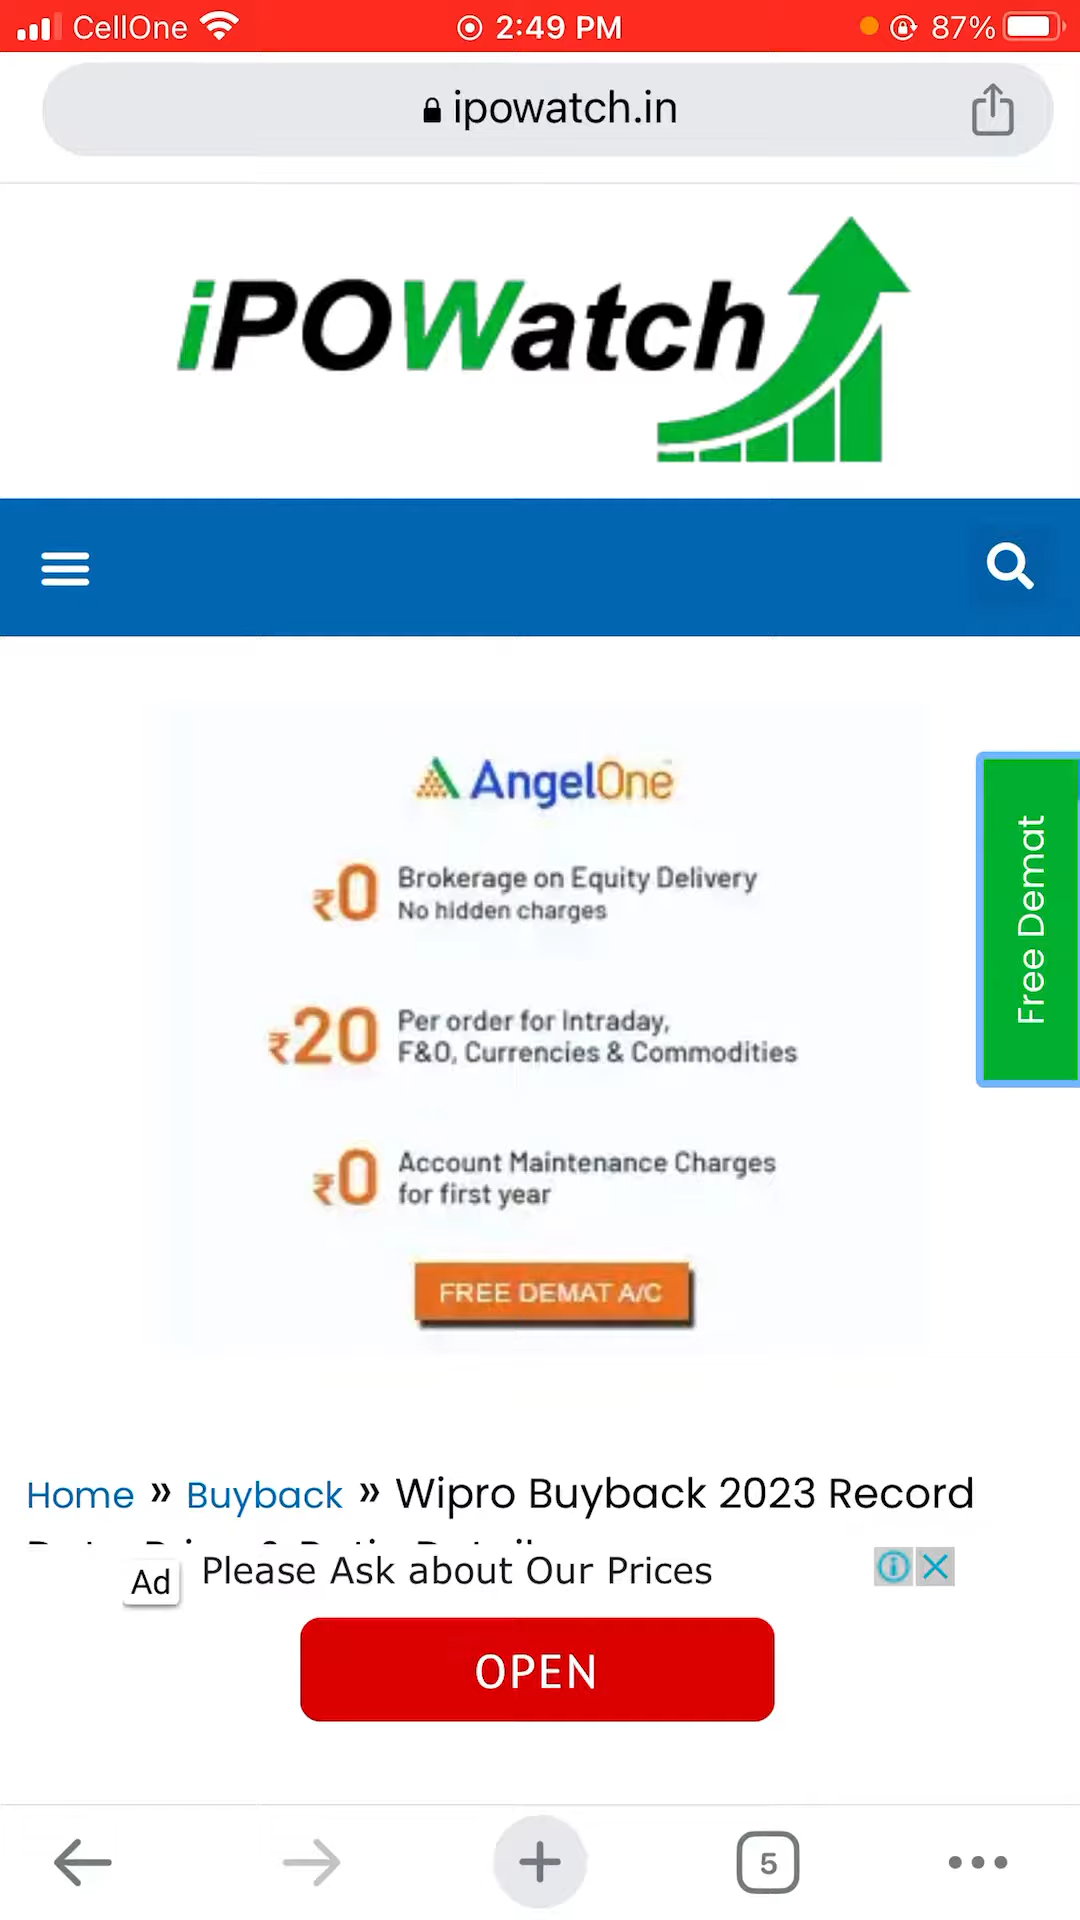 CellOne 2:49 PM 87%
ipowatch.in
iPOWatch
AngelOne
₹0 Brokerage on Equity Delivery
No hidden charges
₹20 Per order for Intraday,
F&O, Currencies & Commodities
₹0 Account Maintenance Charges
for first year
FREE DEMAT A/C
Free Demat
Home » Buyback » Wipro Buyback 2023 Record
Ad Please Ask about Our Prices
OPEN
5